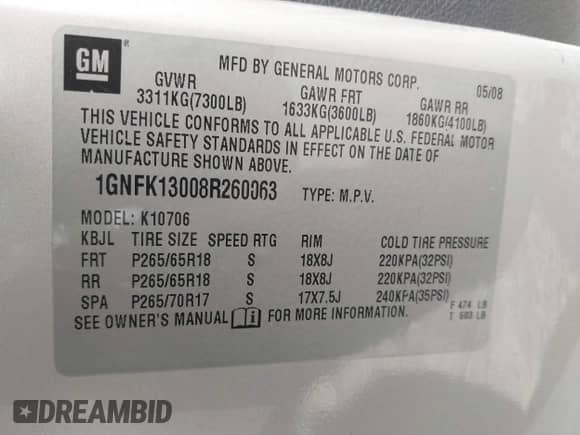 GM ®
MFD BY GENERAL MOTORS CORP. 05/08
GVWR GAWR FRT GAWR RR
3311KG(7300LB) 1633KG(3600LB) 1860KG(4100LB)
THIS VEHICLE CONFORMS TO ALL APPLICABLE U.S. FEDERAL MOTOR
VEHICLE SAFETY STANDARDS IN EFFECT ON THE DATE OF
MANUFACTURE SHOWN ABOVE.
1GNFK13008R260063 TYPE: M.P.V.
MODEL: K10706
KBJL TIRE SIZE SPEED RTG RIM COLD TIRE PRESSURE
FRT P265/65R18 S 18X8J 220KPA(32PSI)
RR P265/65R18 S 18X8J 220KPA(32PSI)
SPA P265/70R17 S 17X7.5J 240KPA(35PSI)
F 474 LB
SEE OWNER'S MANUAL FOR MORE INFORMATION. T 603 LB
DREAMBID